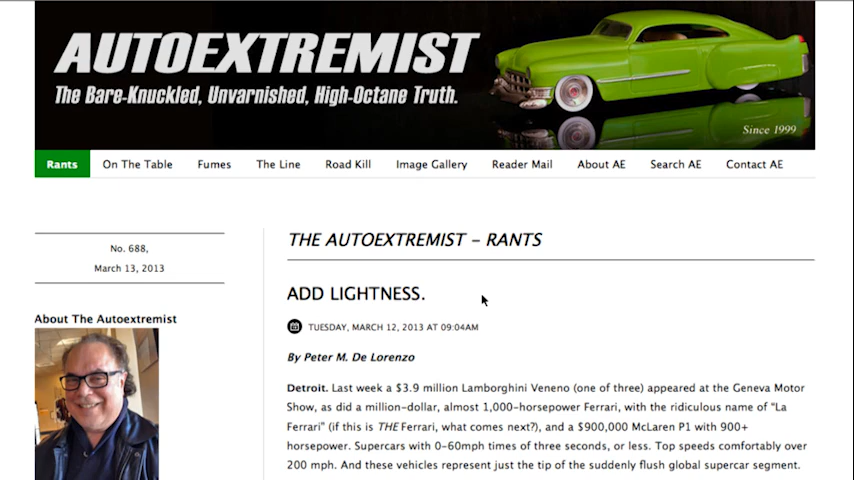 AUTOEXTREMIST
The Bare-Knuckled, Unvarnished, High-Octane Truth.
Since 1999
Rants On The Table Fumes The Line Road Kill Image Gallery Reader Mail About AE Search AE Contact AE
No. 688,
March 13, 2013
About The Autoextremist
THE AUTOEXTREMIST - RANTS
ADD LIGHTNESS.
TUESDAY, MARCH 12, 2013 AT 09:04AM
By Peter M. De Lorenzo
Detroit. Last week a $3.9 million Lamborghini Veneno (one of three) appeared at the Geneva Motor
Show, as did a million-dollar, almost 1,000-horsepower Ferrari, with the ridiculous name of "La
Ferrari" (if this is THE Ferrari, what comes next?), and a $900,000 McLaren P1 with 900+
horsepower. Supercars with 0-60mph times of three seconds, or less. Top speeds comfortably over
200 mph. And these vehicles represent just the tip of the suddenly flush global supercar segment.